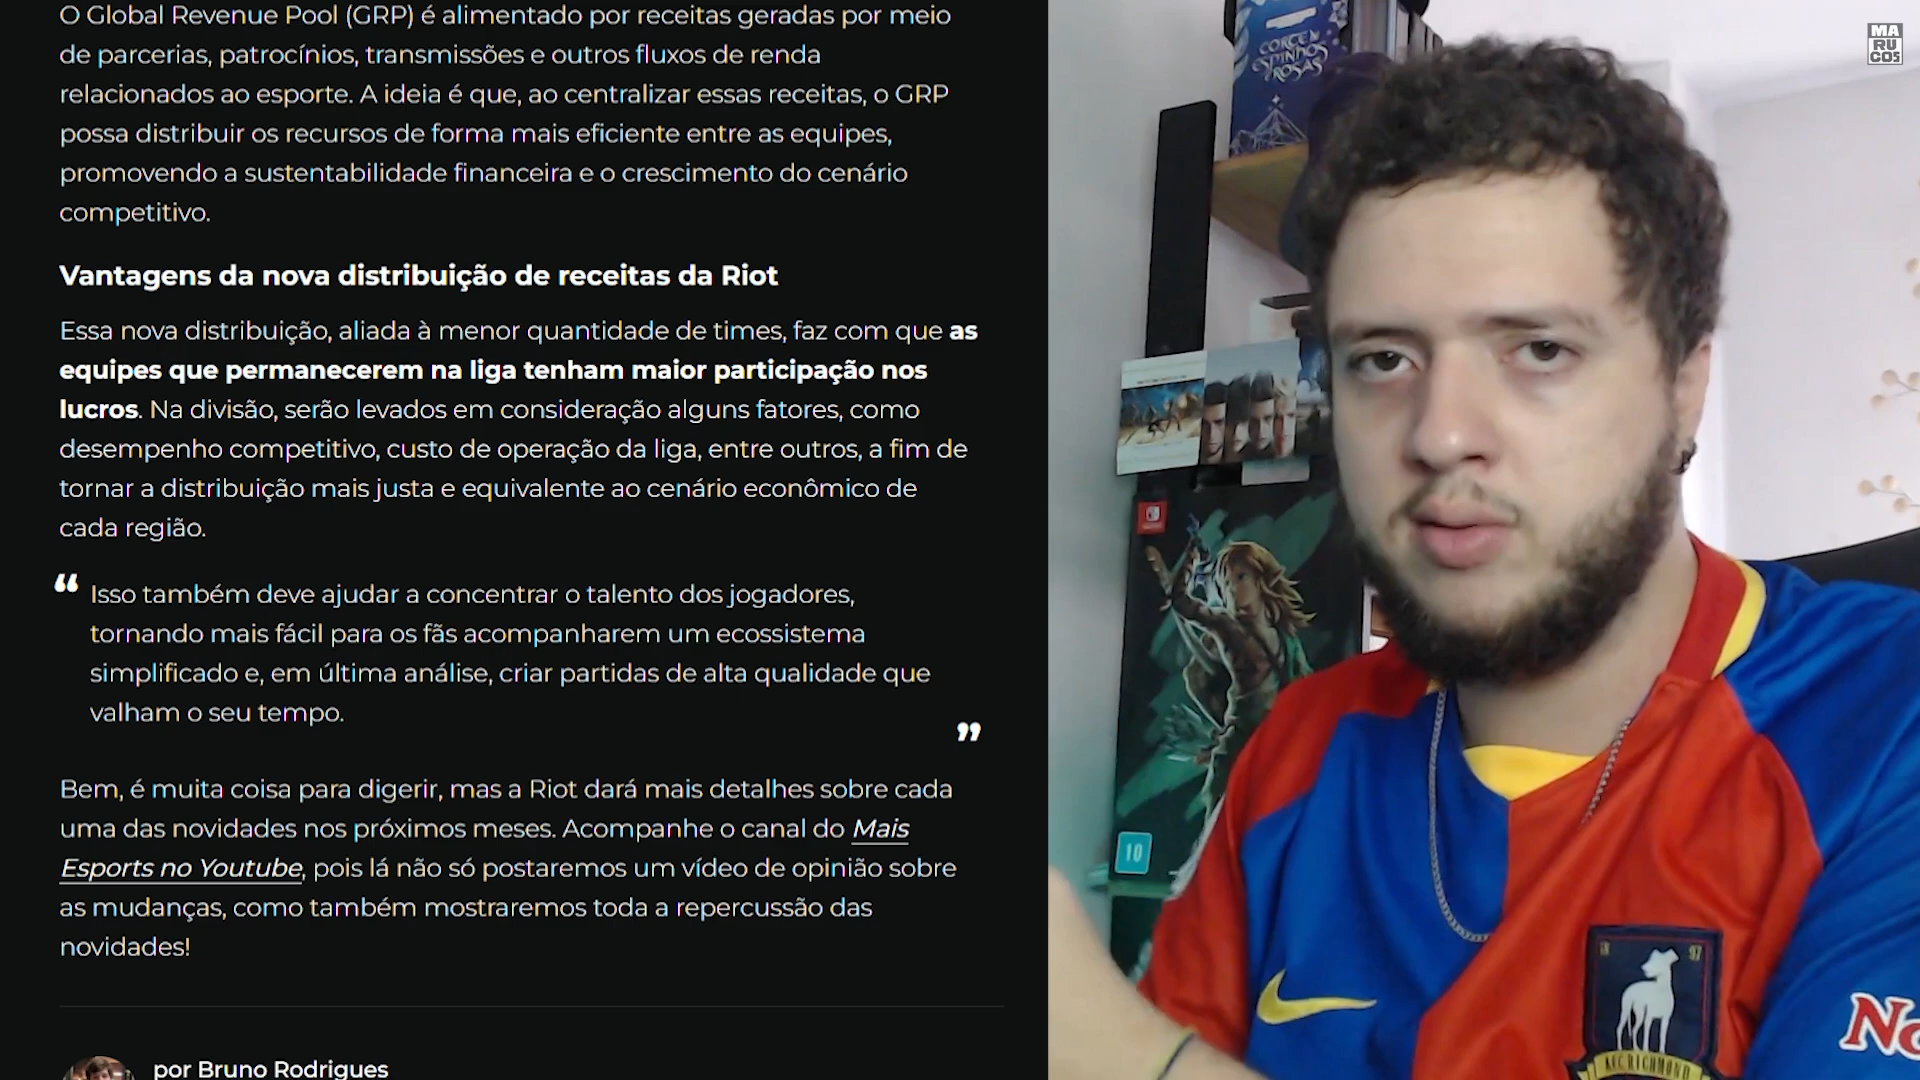 O Global Revenue Pool (GRP) é alimentado por receitas geradas por meio
de parcerias, patrocínios, transmissões e outros fluxos de renda
relacionados ao esporte. A ideia é que, ao centralizar essas receitas, o GRP
possa distribuir os recursos de forma mais eficiente entre as equipes,
promovendo a sustentabilidade financeira e o crescimento do cenário
competitivo.
Vantagens da nova distribuição de receitas da Riot
Essa nova distribuição, aliada à menor quantidade de times, faz com que as
equipes que permanecerem na liga tenham maior participação nos
lucros. Na divisão, serão levados em consideração alguns fatores, como
desempenho competitivo, custo de operação da liga, entre outros, a fim de
tornar a distribuição mais justa e equivalente ao cenário econômico de
cada região.
“ Isso também deve ajudar a concentrar o talento dos jogadores,
tornando mais fácil para os fãs acompanharem um ecossistema
simplificado e, em última análise, criar partidas de alta qualidade que
valham o seu tempo.
”
Bem, é muita coisa para digerir, mas a Riot dará mais detalhes sobre cada
uma das novidades nos próximos meses. Acompanhe o canal do Mais
Esports no Youtube, pois lá não só postaremos um vídeo de opinião sobre
as mudanças, como também mostraremos toda a repercussão das
novidades!
por Bruno Rodrigues
MA
RU
COS
CORTE DE
ESPINHOS
ROSAS
10
18 97
AFC RICHMOND